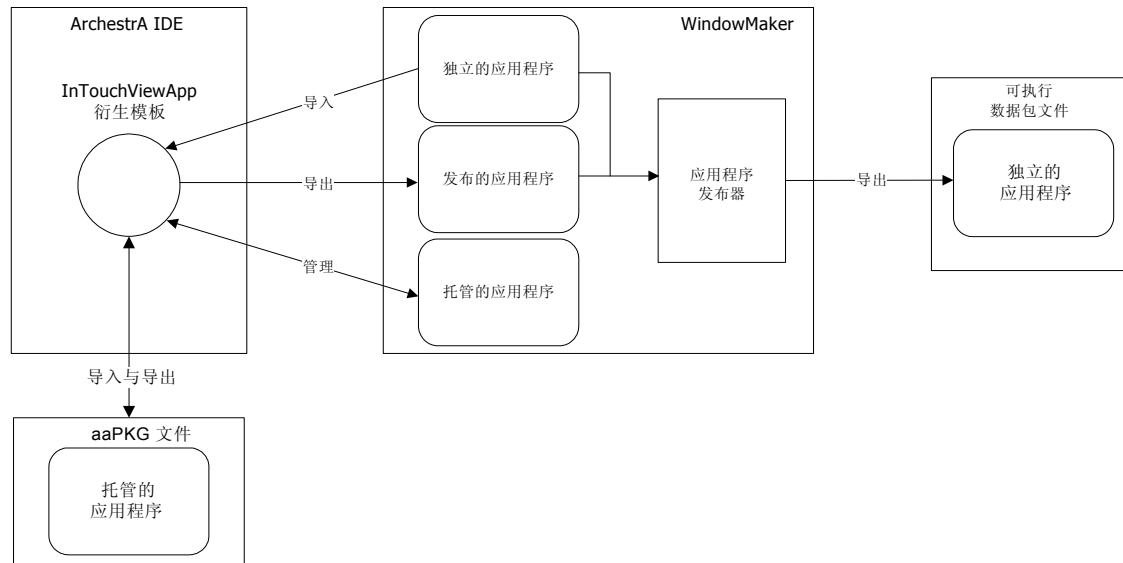 ArchestrA IDE
InTouchViewApp
衍生模板
导入
导出
管理
导入与导出
aaPKG 文件
托管的
应用程序
WindowMaker
独立的应用程序
发布的应用程序
托管的应用程序
应用程序
发布器
导出
可执行
数据包文件
独立的
应用程序